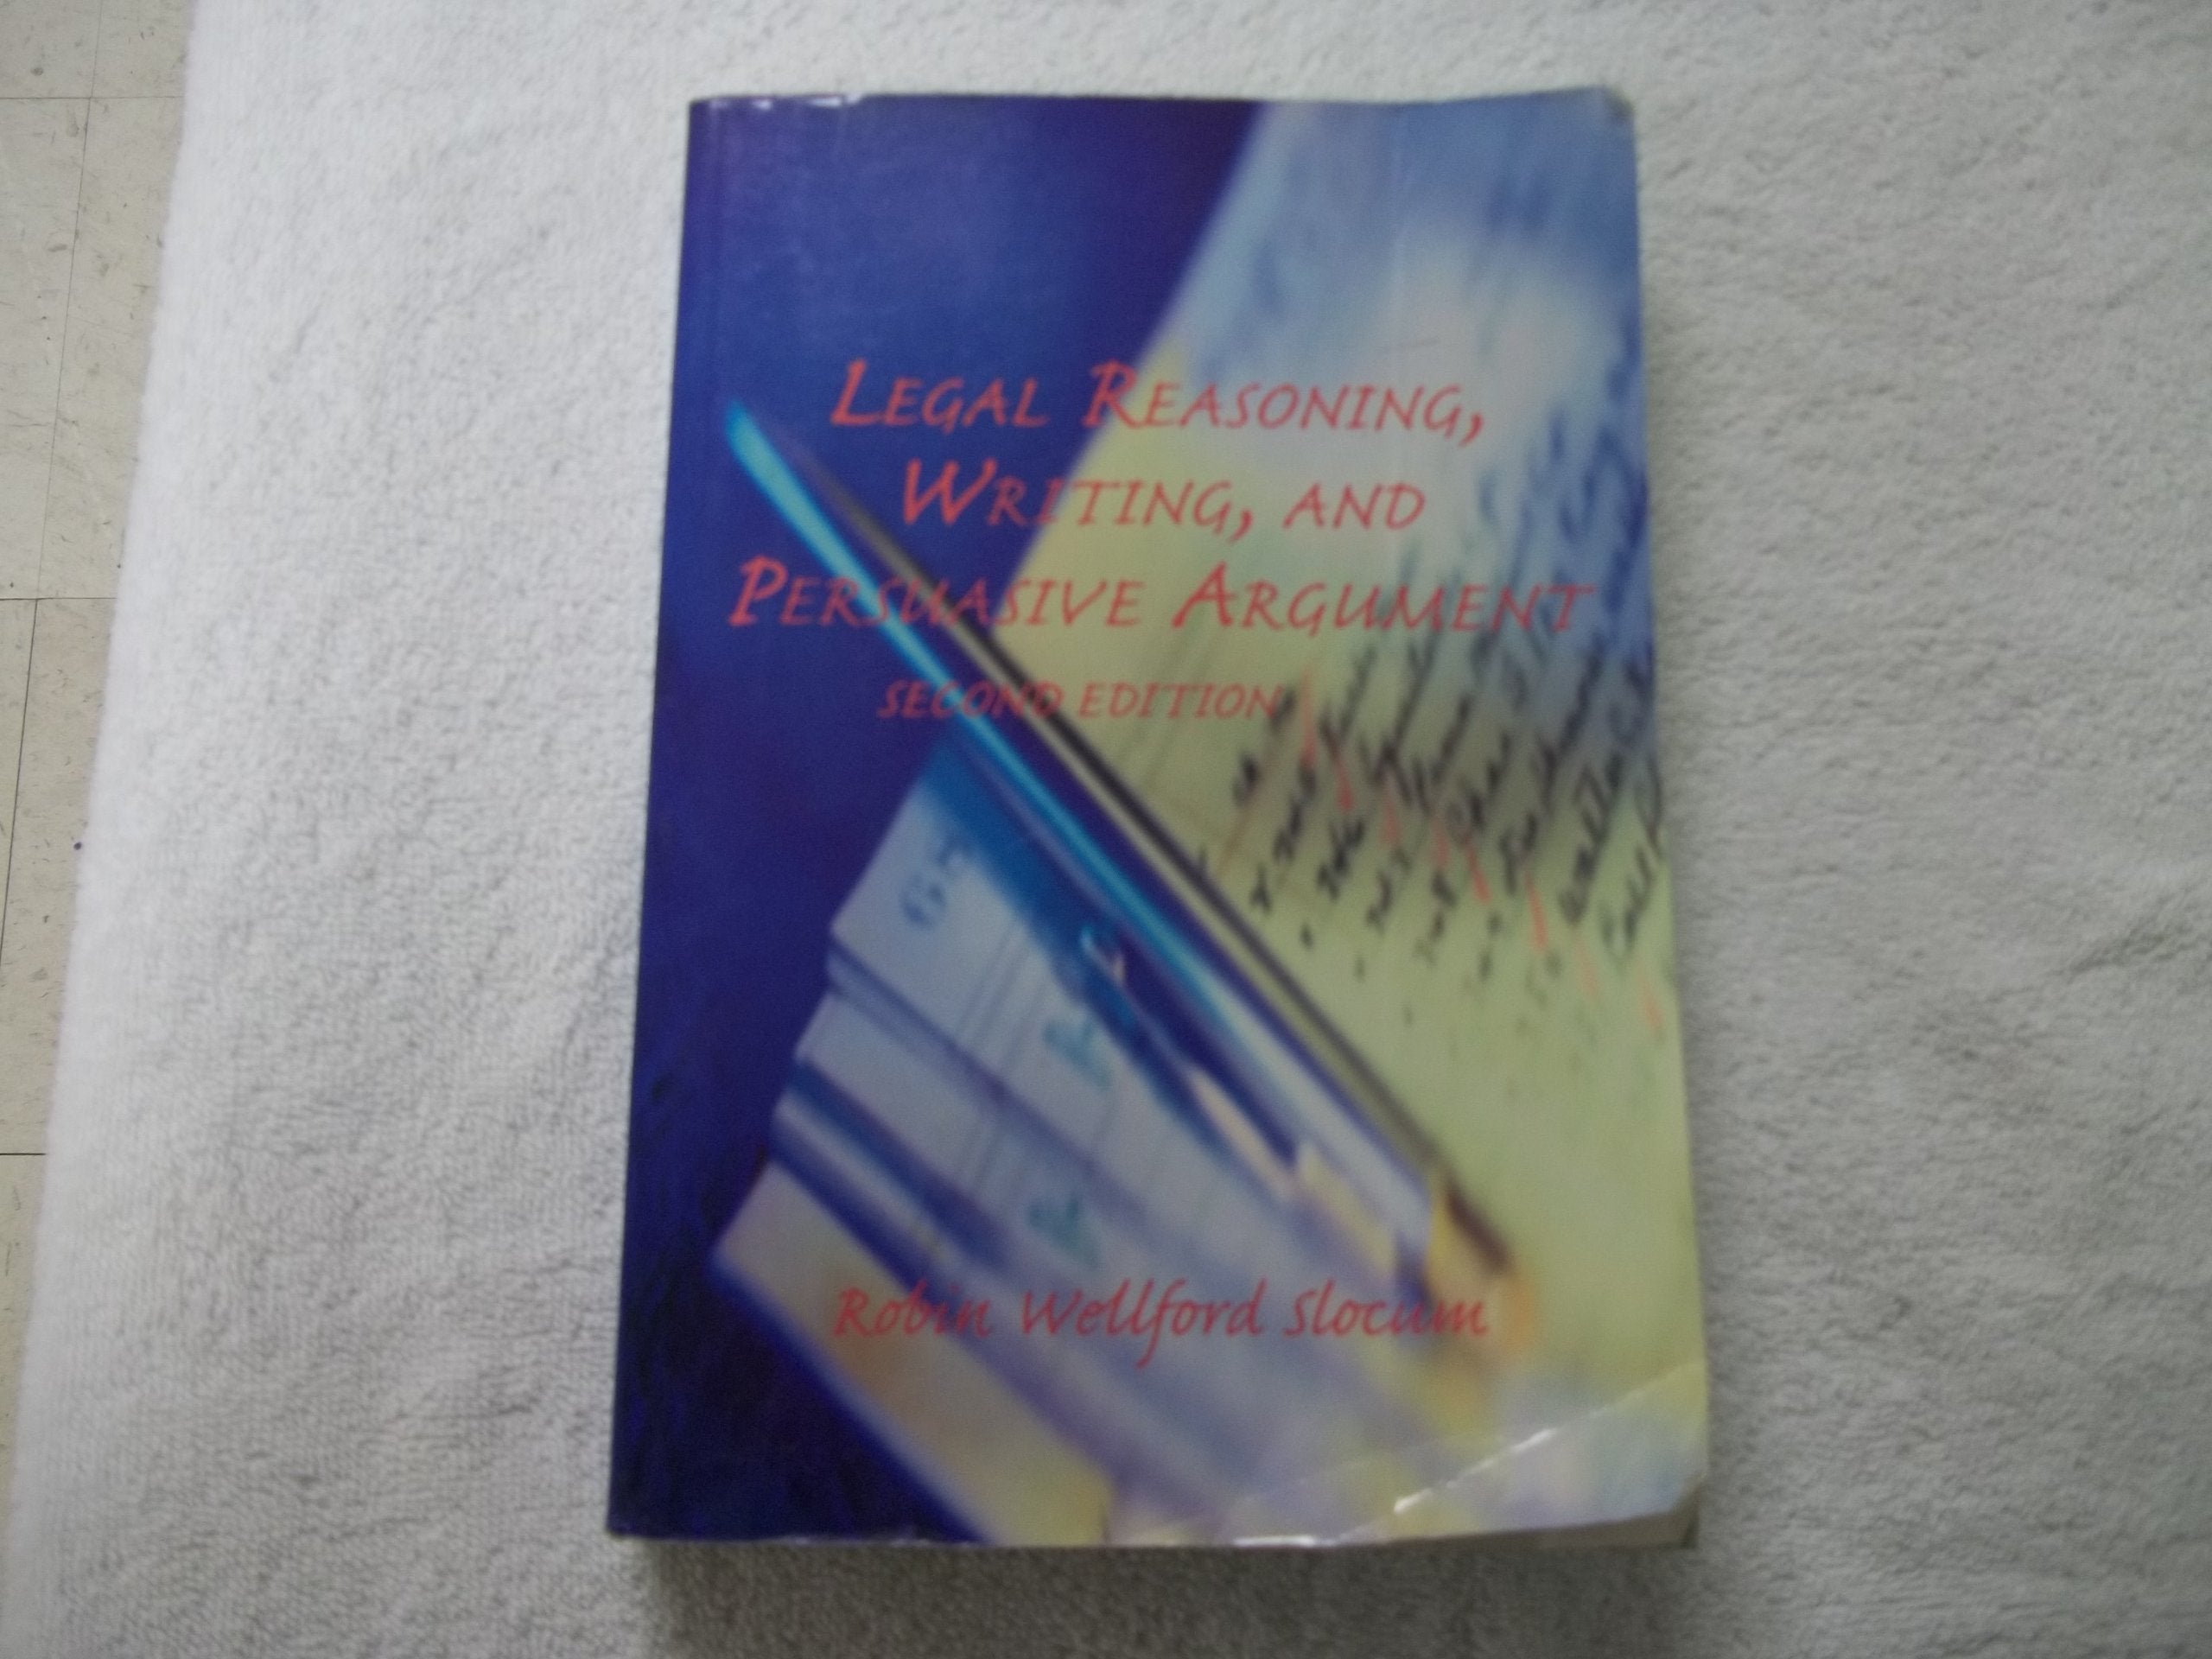 LEGAL REASONING,
WRITING, AND
PERSUASIVE ARGUMENT
SECOND EDITION
Robin Wellford Slocum